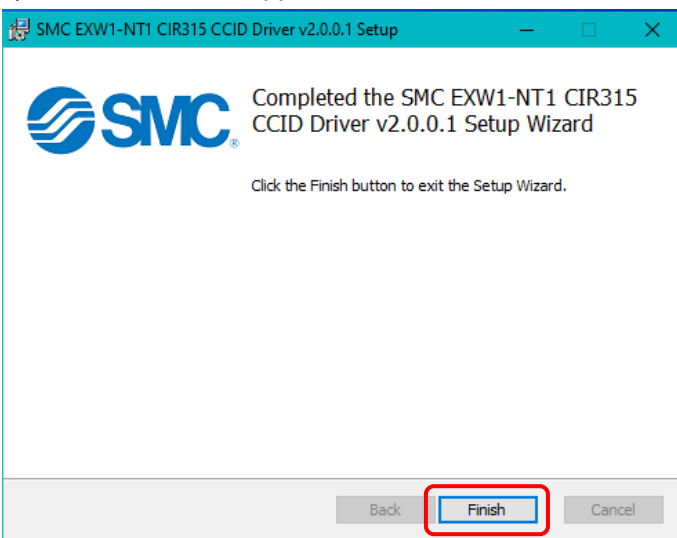 SMC EXW1-NT1 CIR315 CCID Driver v2.0.0.1 Setup
SMC®
Completed the SMC EXW1-NT1 CIR315
CCID Driver v2.0.0.1 Setup Wizard
Click the Finish button to exit the Setup Wizard.
Back Finish Cancel